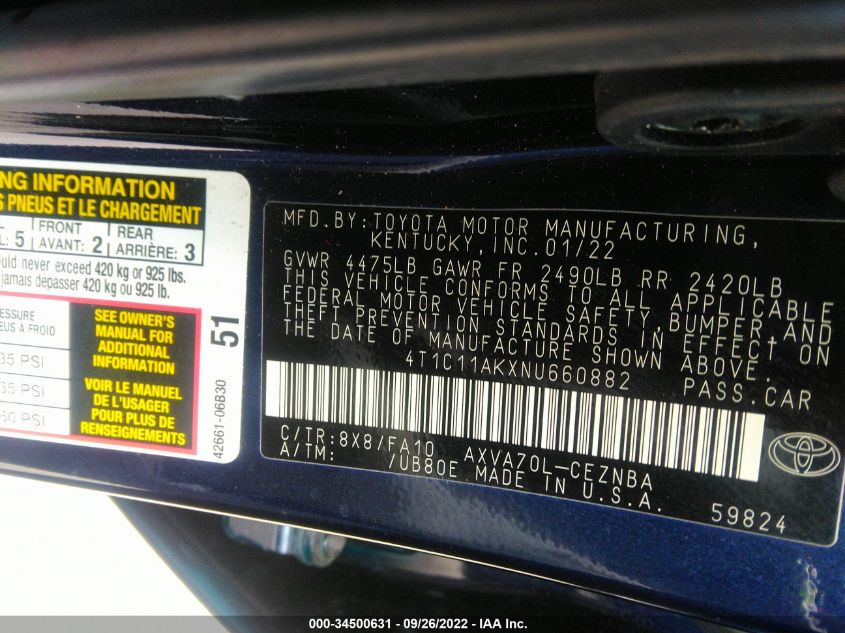 NG INFORMATION
S PNEUS ET LE CHARGEMENT
5 FRONT REAR
AVANT: 2 ARRIÈRE: 3
ould never exceed 420 kg or 925 lbs.
jamais dépasser 420 kg ou 925 lb.
RESSURE
EUS À FROID
35 PSI
35 PSI
60 PSI
SEE OWNER'S
MANUAL FOR
ADDITIONAL
INFORMATION
VOIR LE MANUEL
DE L'USAGER
POUR PLUS DE
RENSEIGNEMENTS
51
42661-06B30
MFD.BY:TOYOTA MOTOR MANUFACTURING,
KENTUCKY,INC.01/22
GVWR 4475LB GAWR FR 2490LB RR 2420LB
THIS VEHICLE CONFORMS TO ALL APPLICABLE
FEDERAL MOTOR VEHICLE SAFETY,BUMPER,AND
THEFT PREVENTION STANDARDS IN EFFECT ON
THE DATE OF MANUFACTURE SHOWN ABOVE.
4T1C11AKXNU660882 PASS.CAR
C/TR:8X8/FA10 AXVA70L-CEZNBA
A/TM: /UB80E MADE IN U.S.A.
59824
000-34500631 - 09/26/2022 - IAA Inc.